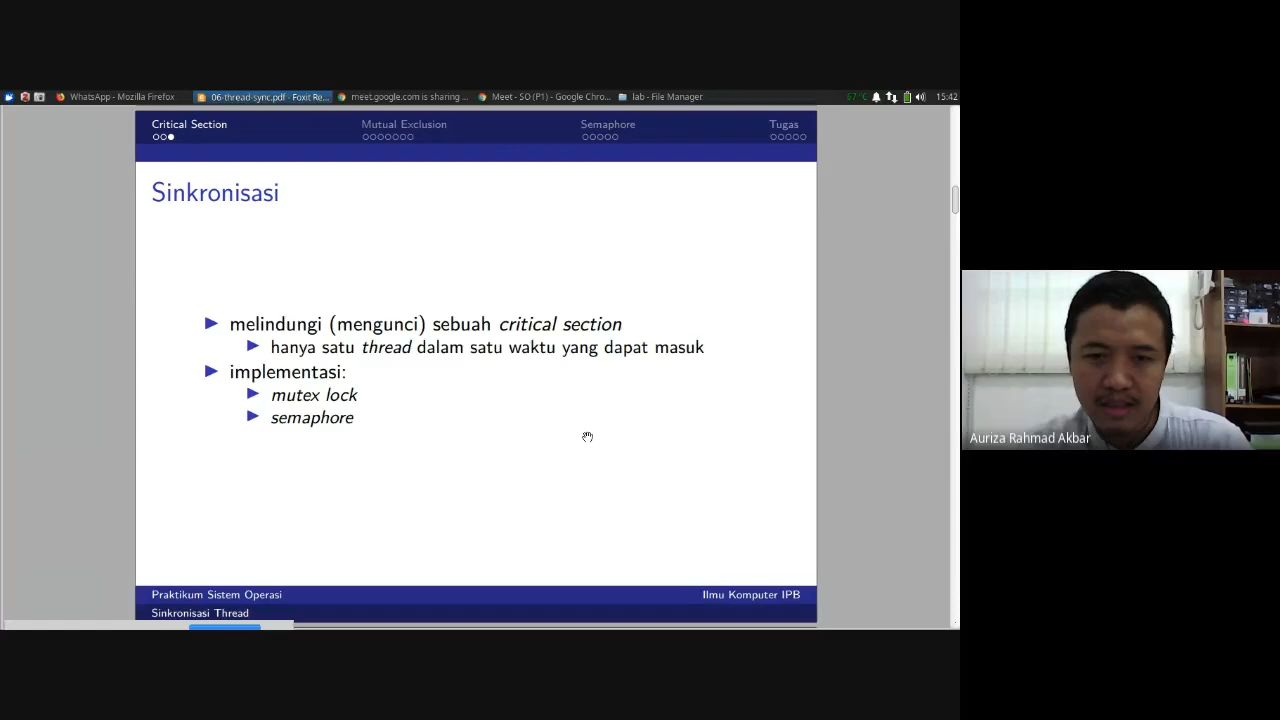 WhatsApp - Mozilla Firefox
06-thread-sync.pdf - Foxit Re...
meet.google.com is sharing ...
Meet - SO (P1) - Google Chro...
lab - File Manager
67°C
15:42
Critical Section
Mutual Exclusion
Semaphore
Tugas
Sinkronisasi
melindungi (mengunci) sebuah critical section
hanya satu thread dalam satu waktu yang dapat masuk
implementasi:
mutex lock
semaphore
Auriza Rahmad Akbar
Praktikum Sistem Operasi
Ilmu Komputer IPB
Sinkronisasi Thread